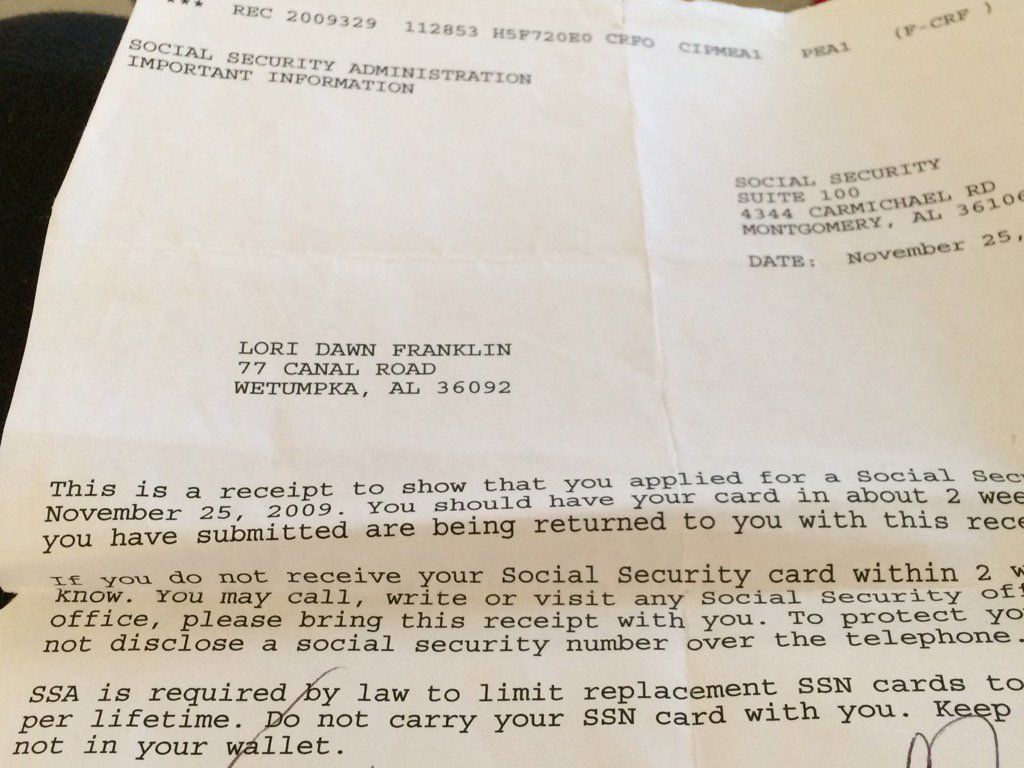 *** REC 2009329 112853 H5F720E0 CRFO CIPMEA1 PEA1 (F-CRF )
SOCIAL SECURITY ADMINISTRATION
IMPORTANT INFORMATION
SOCIAL SECURITY
SUITE 100
4344 CARMICHAEL RD
MONTGOMERY, AL 36106
DATE: November 25,
LORI DAWN FRANKLIN
77 CANAL ROAD
WETUMPKA, AL 36092
This is a receipt to show that you applied for a Social Sec
November 25, 2009. You should have your card in about 2 wee
you have submitted are being returned to you with this rece
If you do not receive your Social Security card within 2 w
know. You may call, write or visit any Social Security off
office, please bring this receipt with you. To protect yo
not disclose a social security number over the telephone.
SSA is required by law to limit replacement SSN cards to
per lifetime. Do not carry your SSN card with you. Keep
not in your wallet.